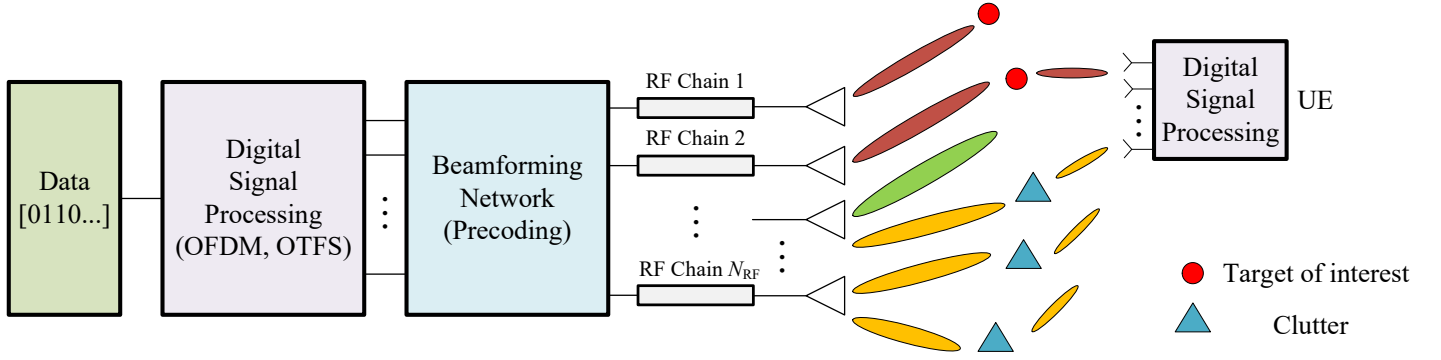 Data
[0110...]
Digital
Signal
Processing
(OFDM, OTFS)
Beamforming
Network
(Precoding)
RF Chain 1
RF Chain 2
RF Chain N_RF
Digital
Signal
Processing
UE
Target of interest
Clutter